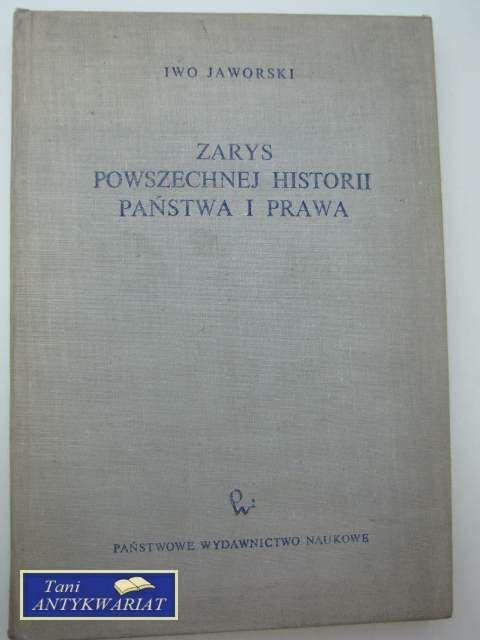 IWO JAWORSKI
ZARYS
POWSZECHNEJ HISTORII
PAŃSTWA I PRAWA
PAŃSTWOWE WYDAWNICTWO NAUKOWE
Tani
ANTYKWARIAT